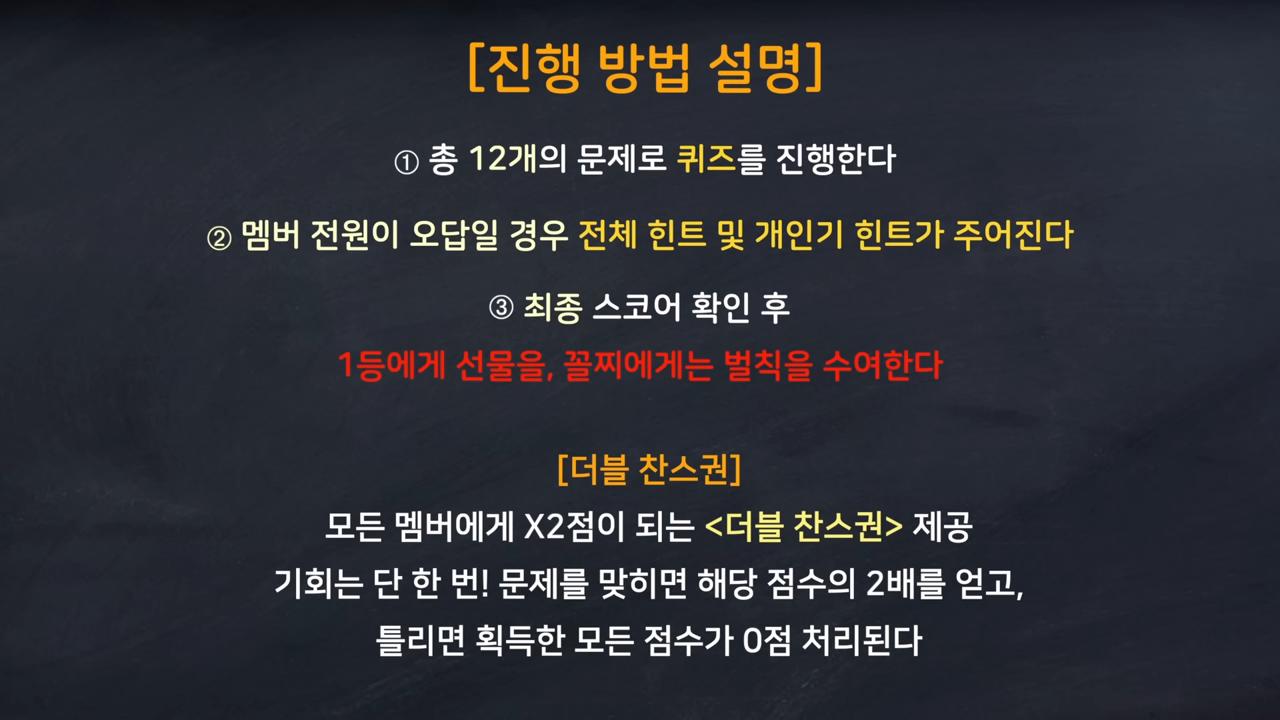 [진행 방법 설명]
① 총 12개의 문제로 퀴즈를 진행한다
② 멤버 전원이 오답일 경우 전체 힌트 및 개인기 힌트가 주어진다
③ 최종 스코어 확인 후
1등에게 선물을, 꼴찌에게는 벌칙을 수여한다
[더블 찬스권]
모든 멤버에게 X2점이 되는 <더블 찬스권> 제공
기회는 단 한 번! 문제를 맞히면 해당 점수의 2배를 얻고,
틀리면 획득한 모든 점수가 0점 처리된다